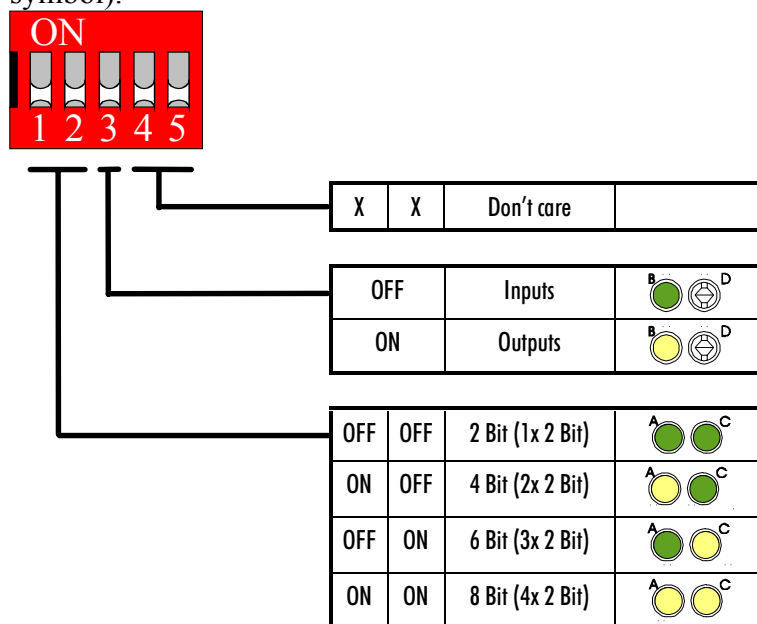 symbol).
ON
1 2 3 4 5
X X Don't care
OFF Inputs B D
ON Outputs B D
OFF OFF 2 Bit (1x 2 Bit) A C
ON OFF 4 Bit (2x 2 Bit) A C
OFF ON 6 Bit (3x 2 Bit) A C
ON ON 8 Bit (4x 2 Bit) A C